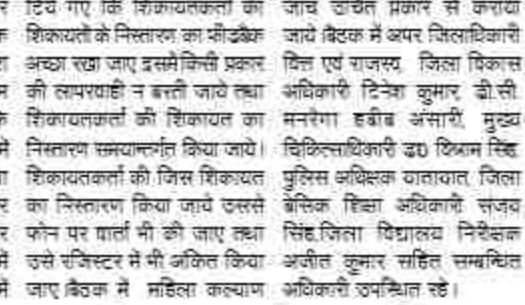 दिये गए कि शिकायतकर्ता की
शिकायतों के निस्तारण का फीडबैक
अच्छा रखा जाए इसमें किसी प्रकार
की लापरवाही न बरती जाये तथा
शिकायतकर्ता की शिकायत का
निस्तारण समयान्तर्गत किया जाये।
शिकायतकर्ता की जिस शिकायत
का निस्तारण किया जाये उससे
फोन पर वार्ता भी की जाए तथा
उसे रजिस्टर में भी अंकित किया
जाए।बैठक में महिला कल्याण
जांच उचित प्रकार से करायी
जाये बैठक में अपर जिलाधिकारी
वित्त एवं राजस्व, जिला विकास
अधिकारी दिनेश कुमार, डी.सी.
मनरेगा हबीब अंसारी, मुख्य
चिकित्साधिकारी डा0 सिंह,
पुलिस अधिक्षक यातायात, जिला
बेसिक शिक्षा अधिकारी संजय
सिंह,जिला विद्यालय निरीक्षक
अजीत कुमार सहित सम्बन्धित
अधिकारी उपस्थित रहे।